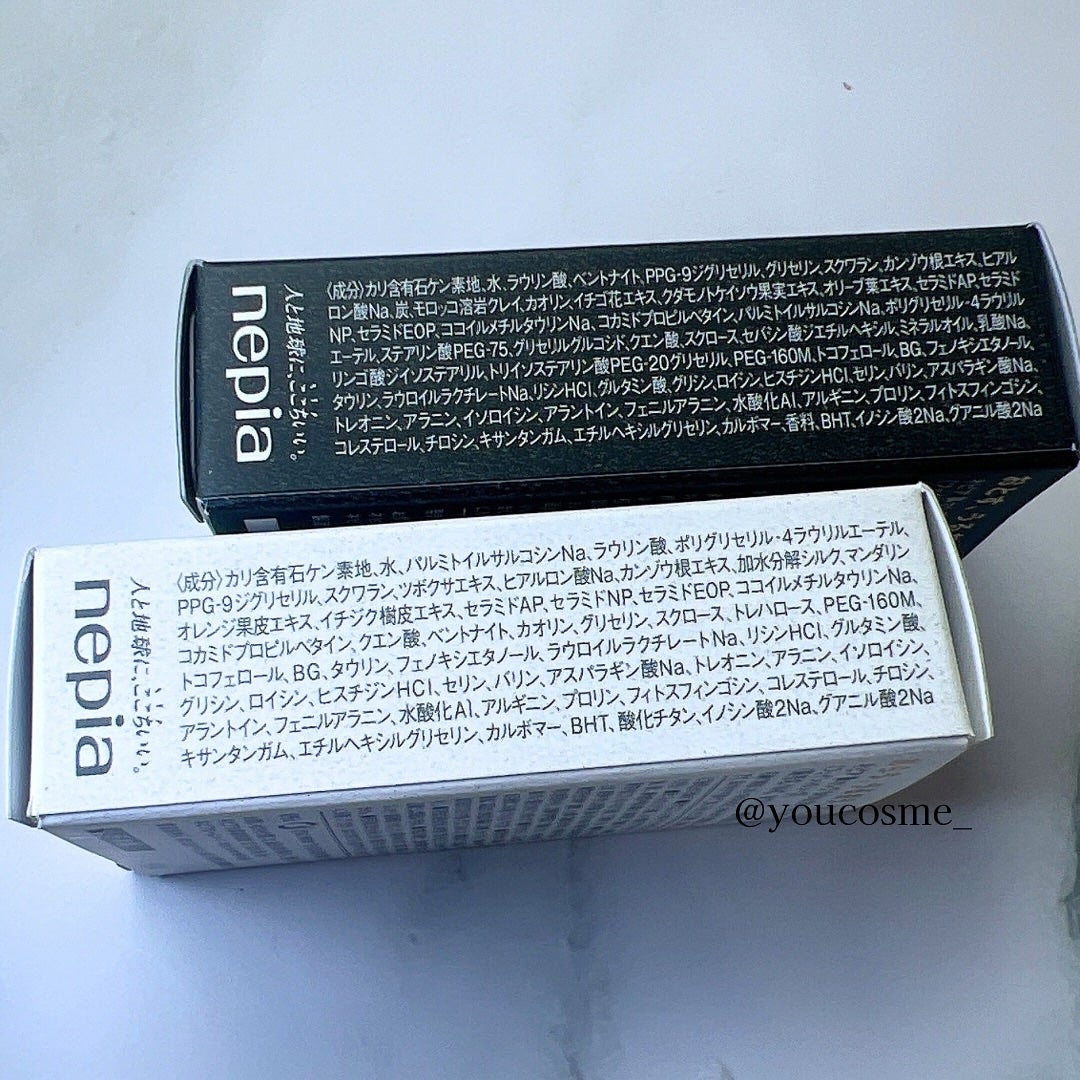 nepia
人と地球に、ここちいい。
〈成分〉カリ含有石ケン素地、水、ラウリン酸、ベントナイト、PPG-9ジグリセリル、グリセリン、スクワラン、カンゾウ根エキス、ヒアル
ロン酸Na、炭、モロッコ溶岩クレイ、カオリン、イチゴ花エキス、クダモノトケイソウ果実エキス、オリーブ葉エキス、セラミドAP、セラミド
NP、セラミドEOP、ココイルメチルタウリンNa、コカミドプロピルベタイン、パルミトイルサルコシンNa、ポリグリセリル-4ラウリル
エーテル、ステアリン酸PEG-75、グリセリルグルコシド、クエン酸、スクロース、セバシン酸ジエチルヘキシル、ミネラルオイル、乳酸Na、
リンゴ酸ジイソステアリル、トリイソステアリン酸PEG-20グリセリル、PEG-160M、トコフェロール、BG、フェノキシエタノール、
タウリン、ラウロイルラクチレートNa、リシンHCl、グルタミン酸、グリシン、ロイシン、ヒスチジンHCl、セリン、バリン、アスパラギン酸Na、
トレオニン、アラニン、イソロイシン、アラントイン、フェニルアラニン、水酸化Al、アルギニン、プロリン、フィトスフィンゴシン、
コレステロール、チロシン、キサンタンガム、エチルヘキシルグリセリン、カルボマー、香料、BHT、イノシン酸2Na、グアニル酸2Na
nepia
人と地球に、ここちいい。
〈成分〉カリ含有石ケン素地、水、パルミトイルサルコシンNa、ラウリン酸、ポリグリセリル-4ラウリルエーテル、
PPG-9ジグリセリル、スクワラン、ツボクサエキス、ヒアルロン酸Na、カンゾウ根エキス、加水分解シルク、マンダリン
オレンジ果皮エキス、イチジク樹皮エキス、セラミドAP、セラミドNP、セラミドEOP、ココイルメチルタウリンNa、
コカミドプロピルベタイン、クエン酸、ベントナイト、カオリン、グリセリン、スクロース、トレハロース、PEG-160M、
トコフェロール、BG、タウリン、フェノキシエタノール、ラウロイルラクチレートNa、リシンHCl、グルタミン酸、
グリシン、ロイシン、ヒスチジンHCl、セリン、バリン、アスパラギン酸Na、トレオニン、アラニン、イソロイシン、
アラントイン、フェニルアラニン、水酸化Al、アルギニン、プロリン、フィトスフィンゴシン、コレステロール、チロシン、
キサンタンガム、エチルヘキシルグリセリン、カルボマー、BHT、酸化チタン、イノシン酸2Na、グアニル酸2Na
@youcosme_